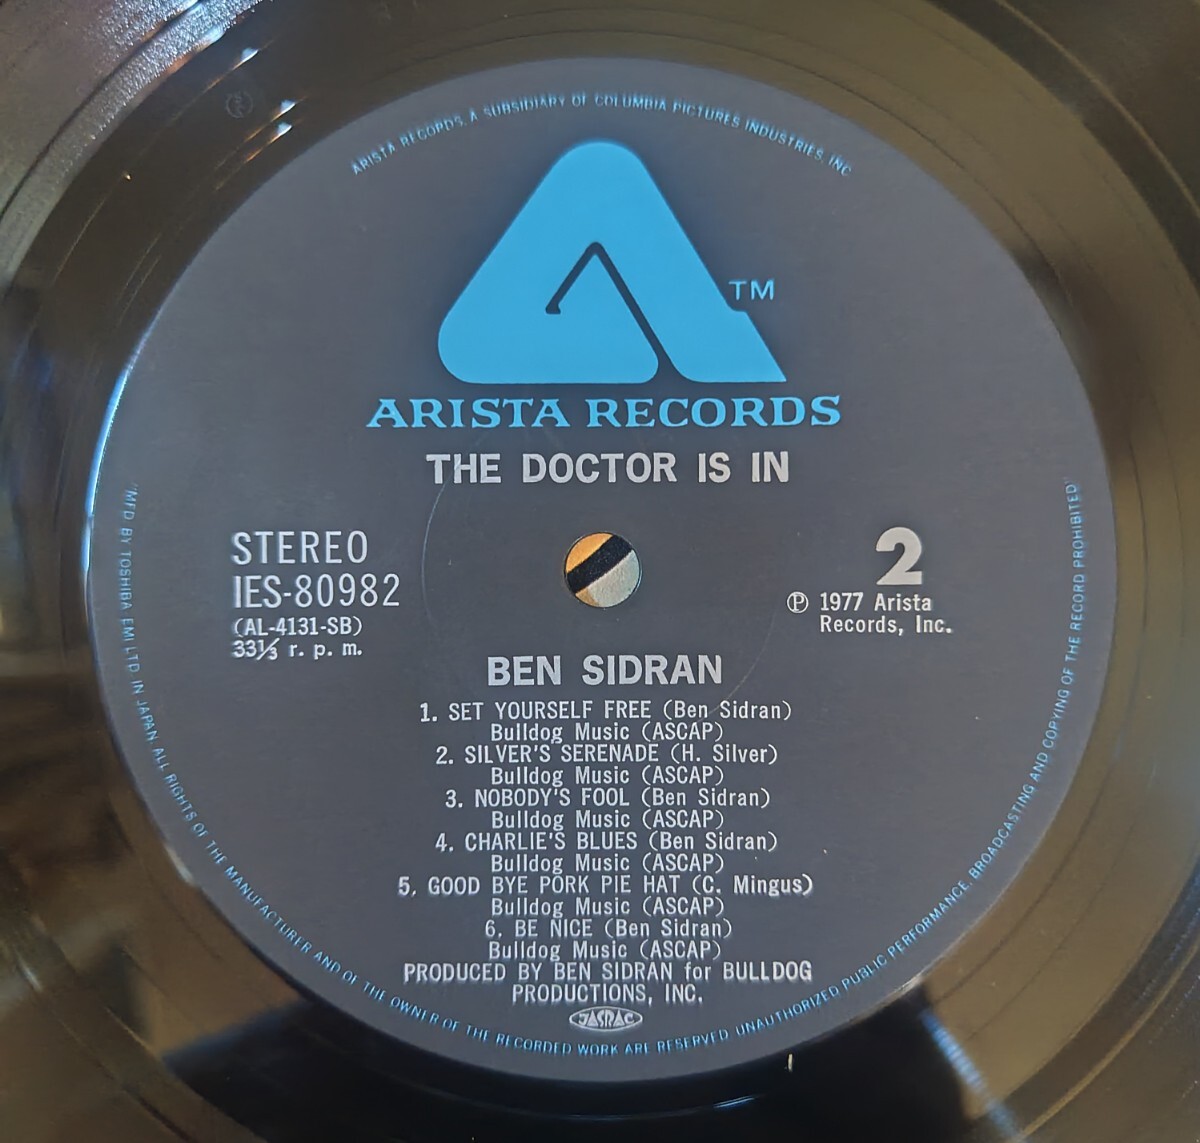 ARISTA RECORDS, A SUBSIDIARY OF COLUMBIA PICTURES INDUSTRIES, INC
TM
ARISTA RECORDS
THE DOCTOR IS IN
STEREO
IES-80982
(AL-4131-SB)
33⅓ r. p. m.
2
Ⓟ 1977 Arista
Records, Inc.
BEN SIDRAN
1. SET YOURSELF FREE (Ben Sidran)
Bulldog Music (ASCAP)
2. SILVER'S SERENADE (H. Silver)
Bulldog Music (ASCAP)
3. NOBODY'S FOOL (Ben Sidran)
Bulldog Music (ASCAP)
4. CHARLIE'S BLUES (Ben Sidran)
Bulldog Music (ASCAP)
5. GOOD BYE PORK PIE HAT (C. Mingus)
Bulldog Music (ASCAP)
6. BE NICE (Ben Sidran)
Bulldog Music (ASCAP)
PRODUCED BY BEN SIDRAN for BULLDOG
PRODUCTIONS, INC.
JASRAC
"MFD BY TOSHIBA EMI LTD IN JAPAN. ALL RIGHTS OF THE MANUFACTURER AND OF THE OWNER OF THE RECORDED WORK ARE RESERVED UNAUTHORIZED PUBLIC PERFORMANCE, BROADCASTING AND COPYING OF THE RECORD PROHIBITED"